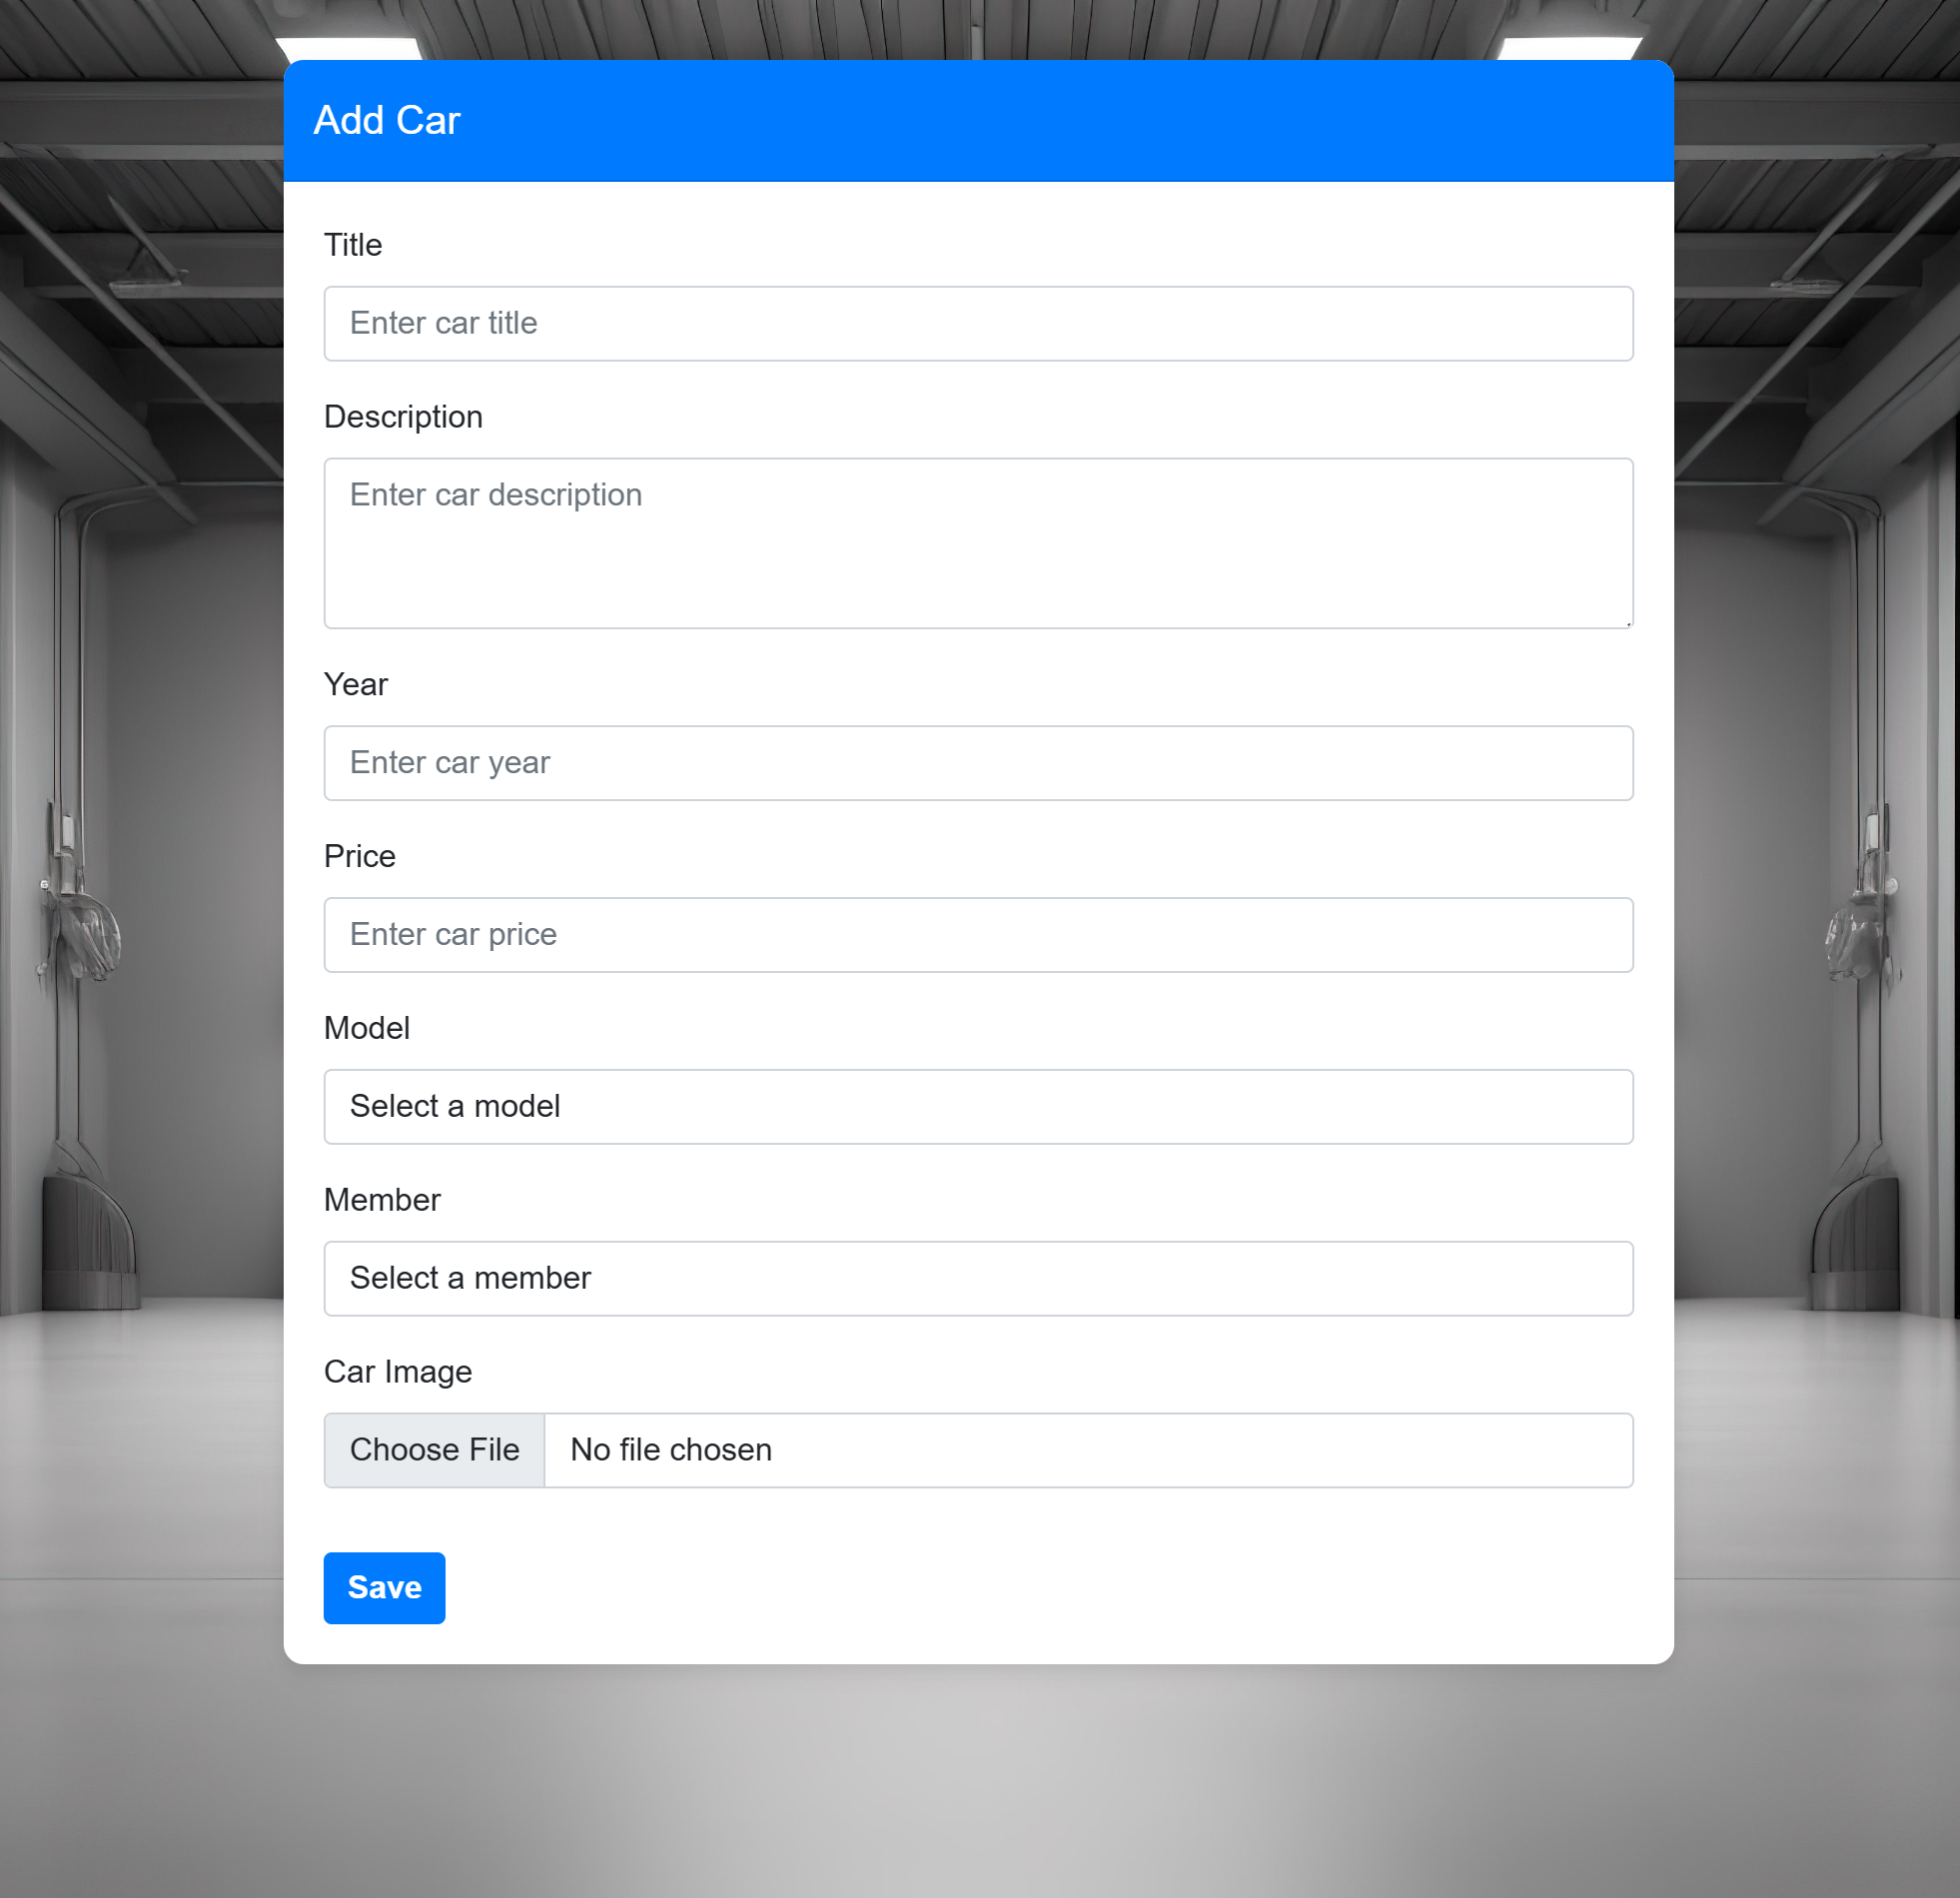 Add Car
Title
Enter car title
Description
Enter car description
Year
Enter car year
Price
Enter car price
Model
Select a model
Member
Select a member
Car Image
Choose File No file chosen
Save